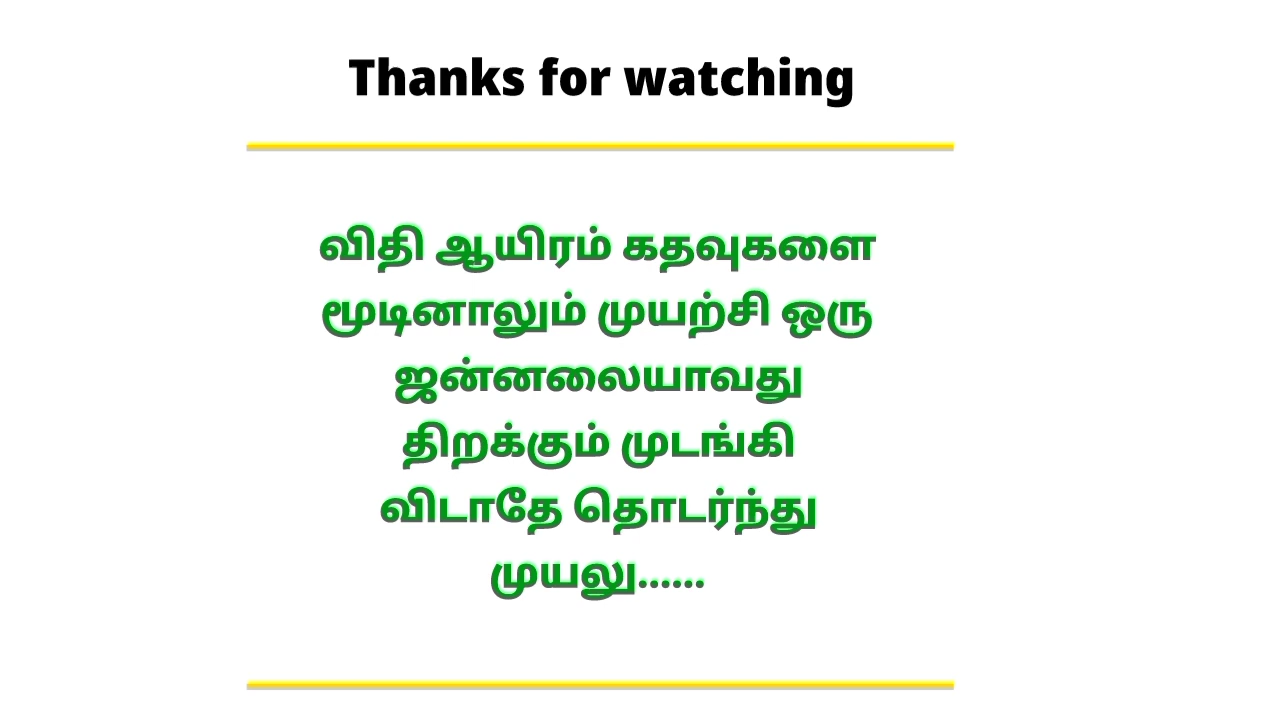 Thanks for watching
விதி ஆயிரம் கதவுகளை
மூடினாலும் முயற்சி ஒரு
ஜன்னலையாவது
திறக்கும் முடங்கி
விடாதே தொடர்ந்து
முயலு......